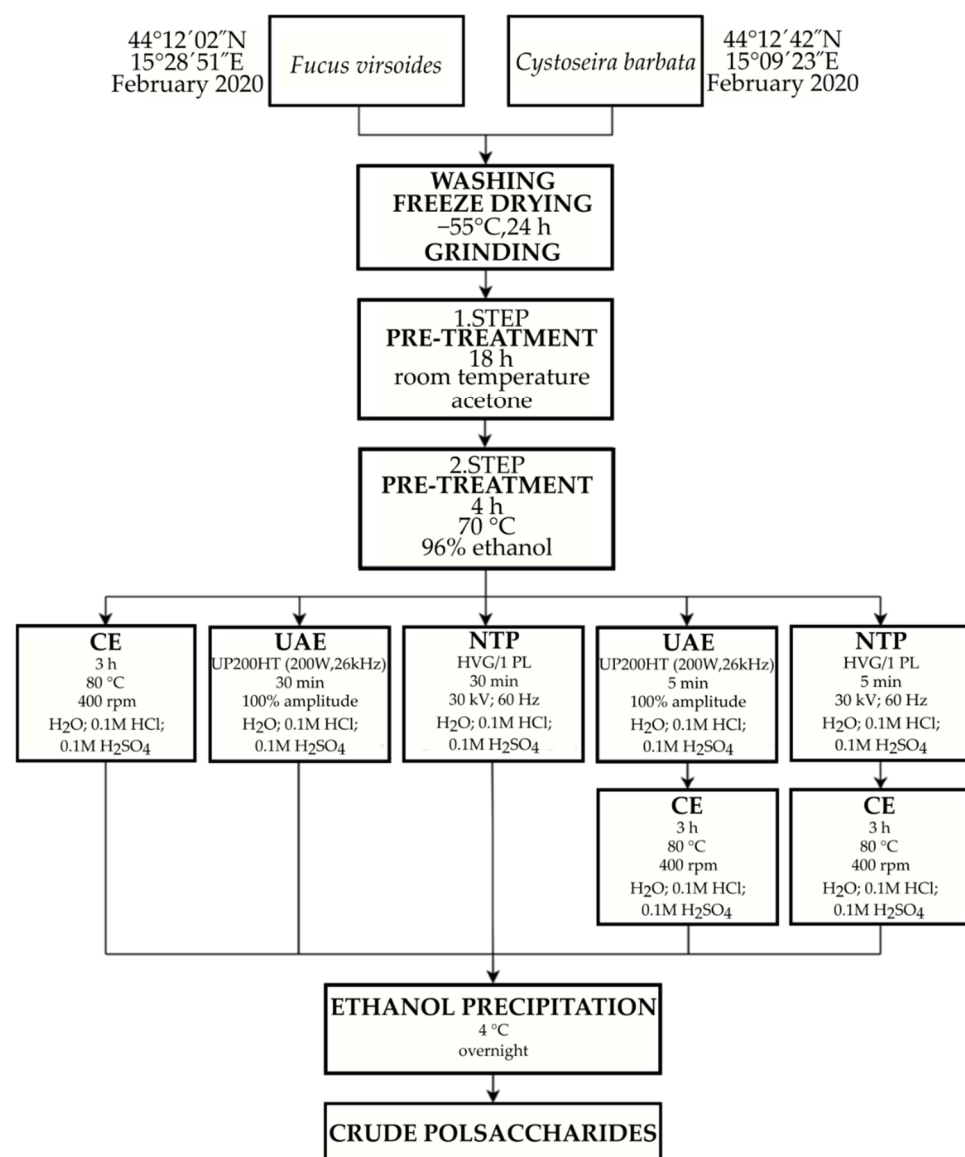 44°12′02″N
15°28′51″E
February 2020
Fucus virsoides
Cystoseira barbata
44°12′42″N
15°09′23″E
February 2020
WASHING
FREEZE DRYING
−55°C,24 h
GRINDING
1.STEP
PRE-TREATMENT
18 h
room temperature
acetone
2.STEP
PRE-TREATMENT
4 h
70 °C
96% ethanol
CE
3 h
80 °C
400 rpm
H₂O; 0.1M HCl;
0.1M H₂SO₄
UAE
UP200HT (200W,26kHz)
30 min
100% amplitude
H₂O; 0.1M HCl;
0.1M H₂SO₄
NTP
HVG/1 PL
30 min
30 kV; 60 Hz
H₂O; 0.1M HCl;
0.1M H₂SO₄
UAE
UP200HT (200W,26kHz)
5 min
100% amplitude
H₂O; 0.1M HCl;
0.1M H₂SO₄
NTP
HVG/1 PL
5 min
30 kV; 60 Hz
H₂O; 0.1M HCl;
0.1M H₂SO₄
CE
3 h
80 °C
400 rpm
H₂O; 0.1M HCl;
0.1M H₂SO₄
CE
3 h
80 °C
400 rpm
H₂O; 0.1M HCl;
0.1M H₂SO₄
ETHANOL PRECIPITATION
4 °C
overnight
CRUDE POLSACCHARIDES